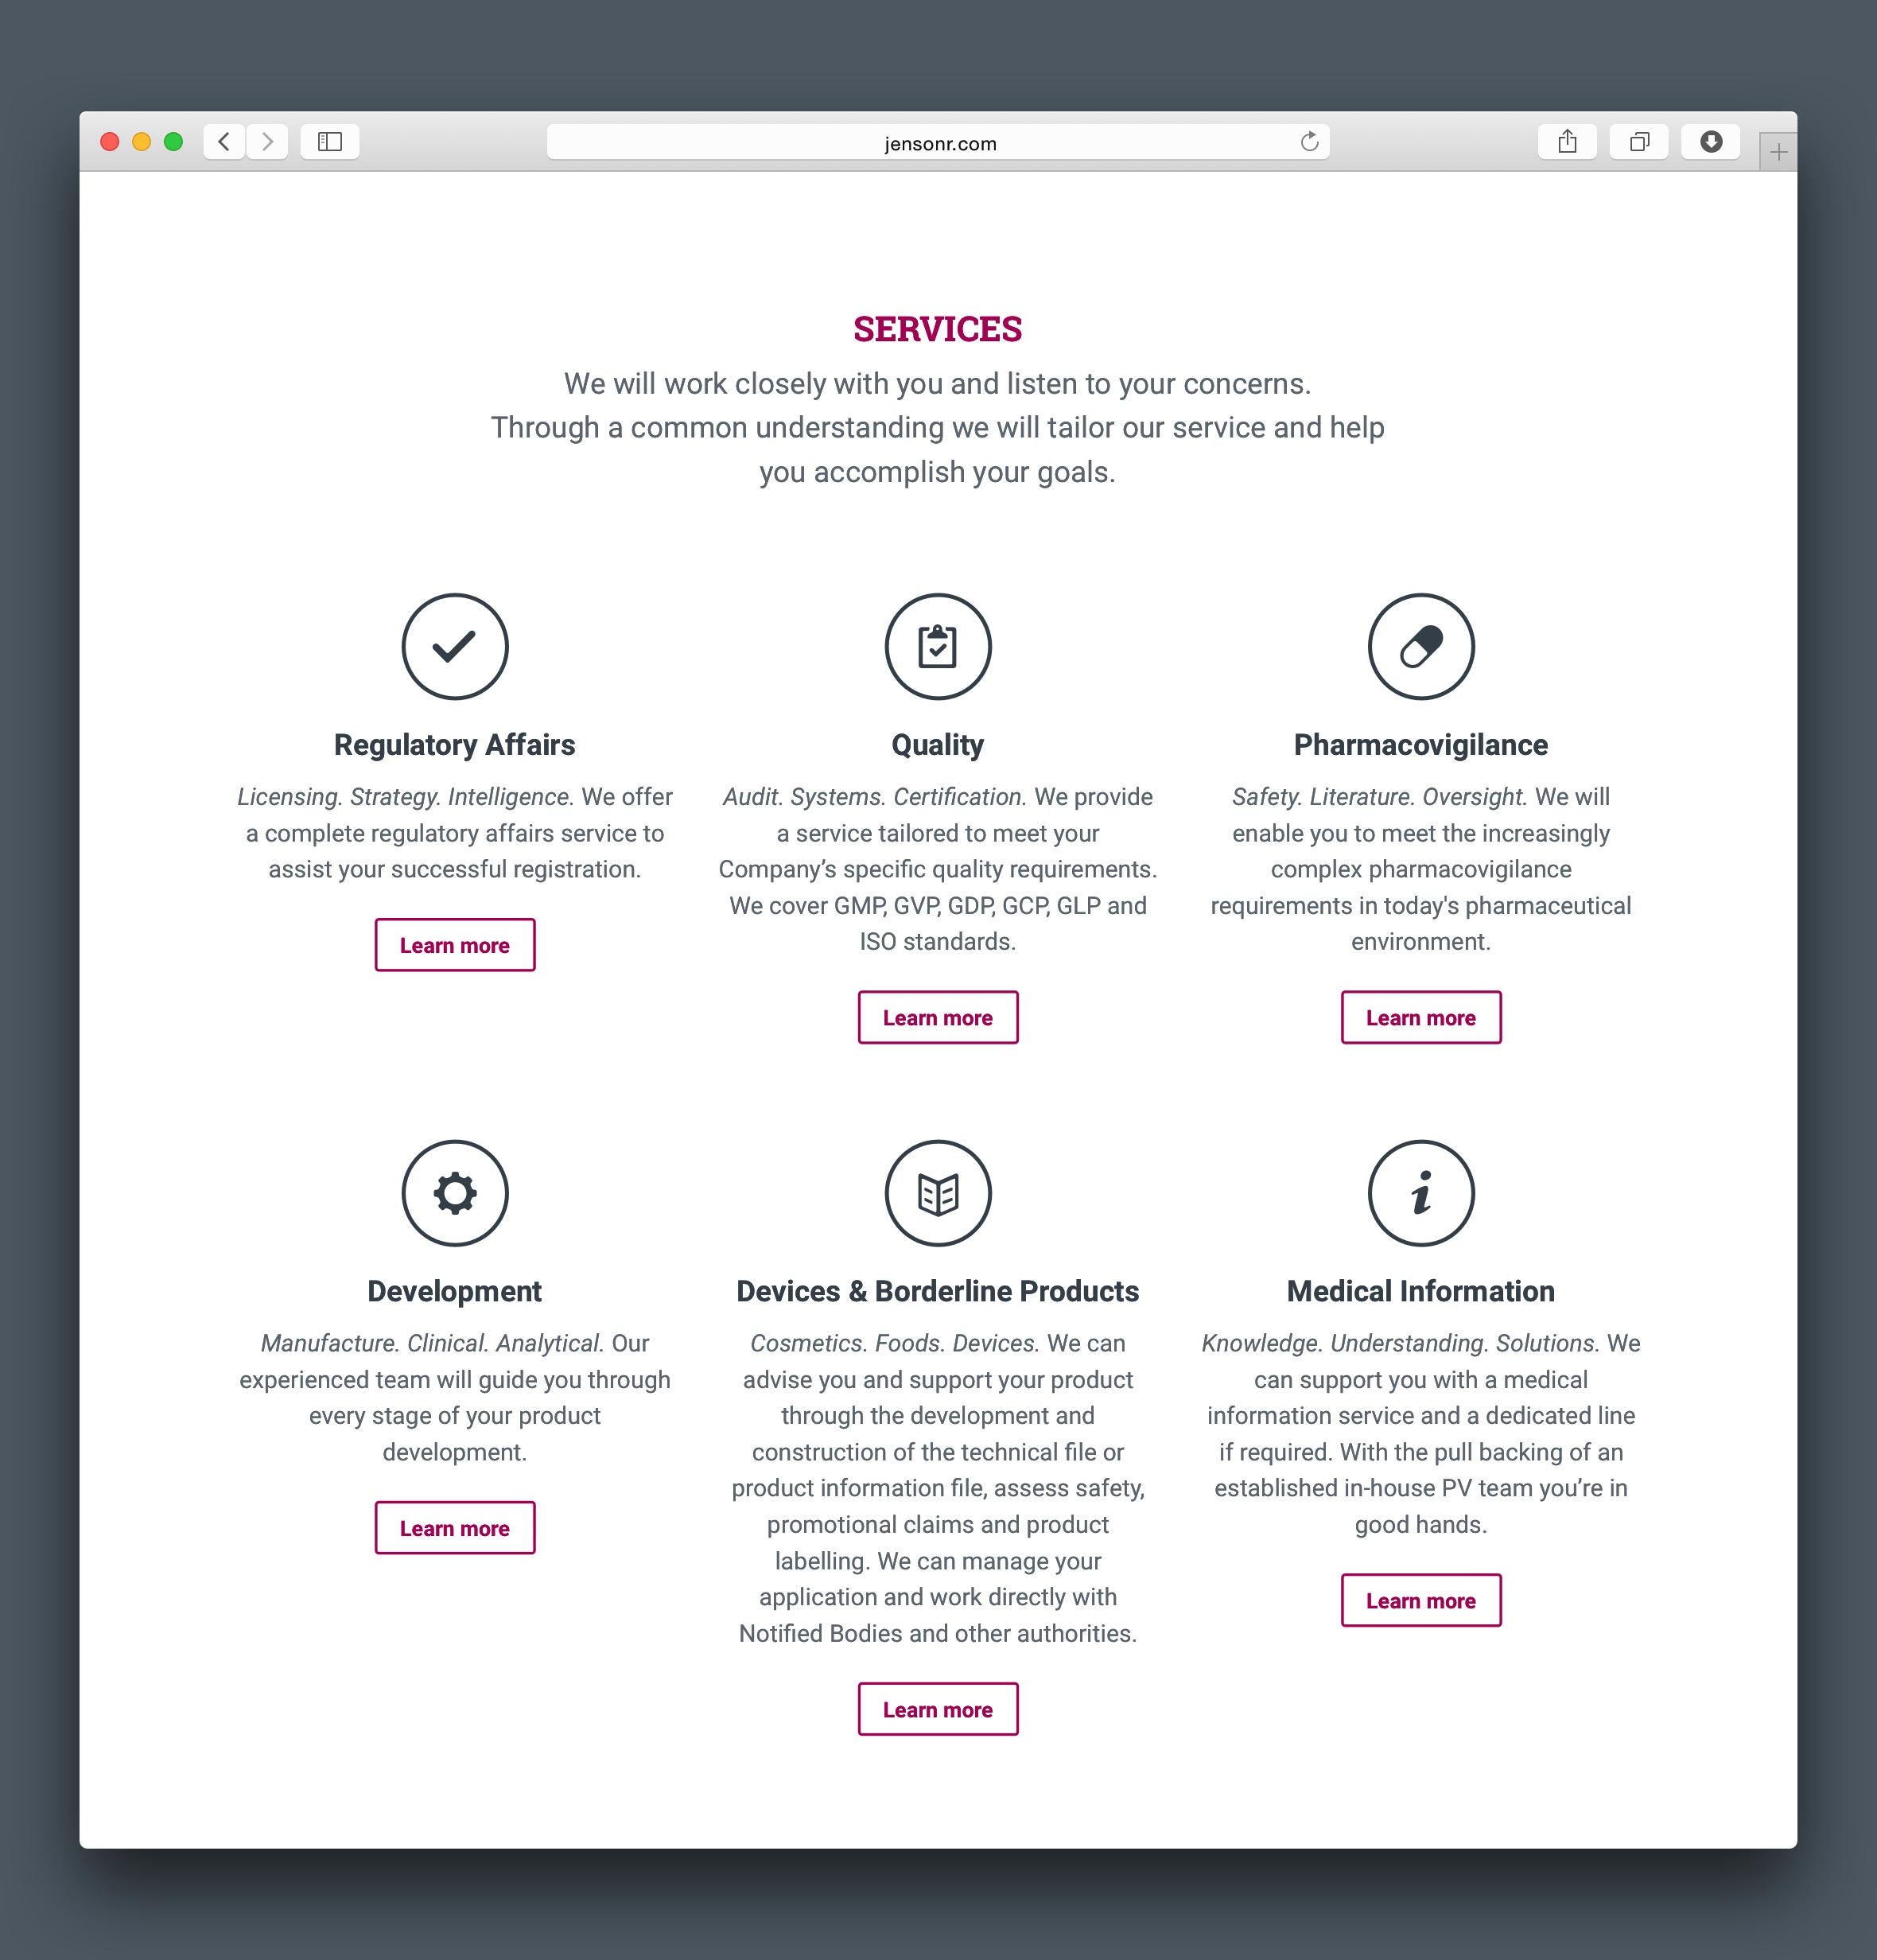 jensonr.com
SERVICES
We will work closely with you and listen to your concerns.
Through a common understanding we will tailor our service and help
you accomplish your goals.
Regulatory Affairs
Licensing. Strategy. Intelligence. We offer
a complete regulatory affairs service to
assist your successful registration.
Learn more
Quality
Audit. Systems. Certification. We provide
a service tailored to meet your
Company’s specific quality requirements.
We cover GMP, GVP, GDP, GCP, GLP and
ISO standards.
Learn more
Pharmacovigilance
Safety. Literature. Oversight. We will
enable you to meet the increasingly
complex pharmacovigilance
requirements in today's pharmaceutical
environment.
Learn more
Development
Manufacture. Clinical. Analytical. Our
experienced team will guide you through
every stage of your product
development.
Learn more
Devices & Borderline Products
Cosmetics. Foods. Devices. We can
advise you and support your product
through the development and
construction of the technical file or
product information file, assess safety,
promotional claims and product
labelling. We can manage your
application and work directly with
Notified Bodies and other authorities.
Learn more
Medical Information
Knowledge. Understanding. Solutions. We
can support you with a medical
information service and a dedicated line
if required. With the pull backing of an
established in-house PV team you’re in
good hands.
Learn more